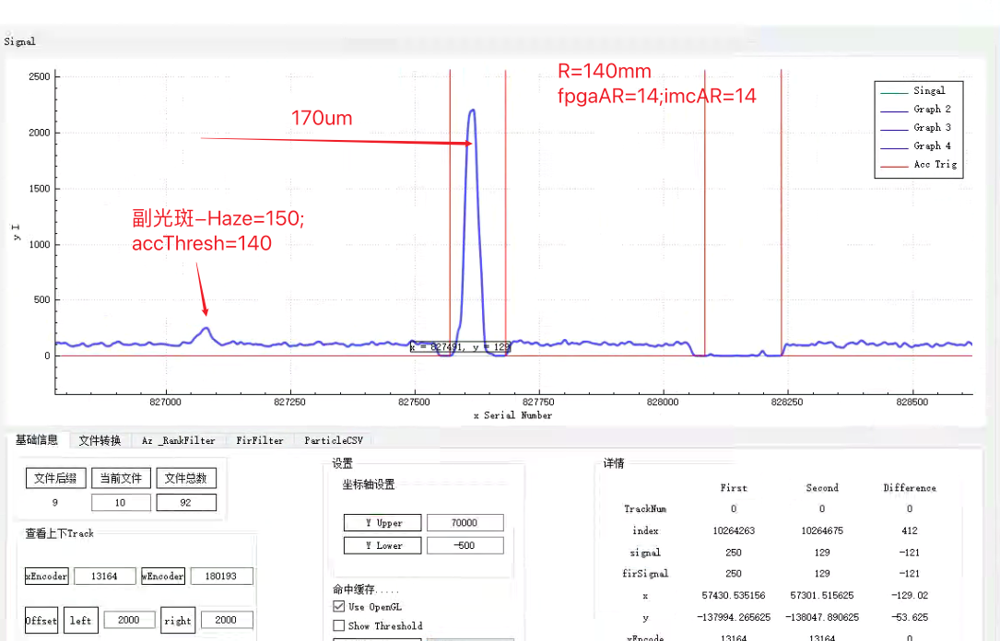 Signal
2500
2000
1500
1000
500
0
y I
827000
827250
827500
827750
828000
828250
828500
x Serial Number
R=140mm
fpgaAR=14;imcAR=14
170um
副光斑-Haze=150;
accThresh=140
x = 827491, y = 129
Singal
Graph 2
Graph 3
Graph 4
Acc Trig
基础信息 文件转换 Az _RankFilter FirFilter ParticleCSV
文件后缀 当前文件 文件总数
9 10 92
查看上下Track
xEncoder 13164 wEncoder 180193
Offset left 2000 right 2000
设置
坐标轴设置
Y Upper 70000
Y Lower -500
命中缓存.....
Use OpenGL
Show Threshold
详情
First Second Difference
TrackNum 0 0 0
index 10264263 10264675 412
signal 250 129 -121
firSignal 250 129 -121
x 57430.535156 57301.515625 -129.02
y -137994.265625 -138047.890625 -53.625
xEncode 13164 13164 0